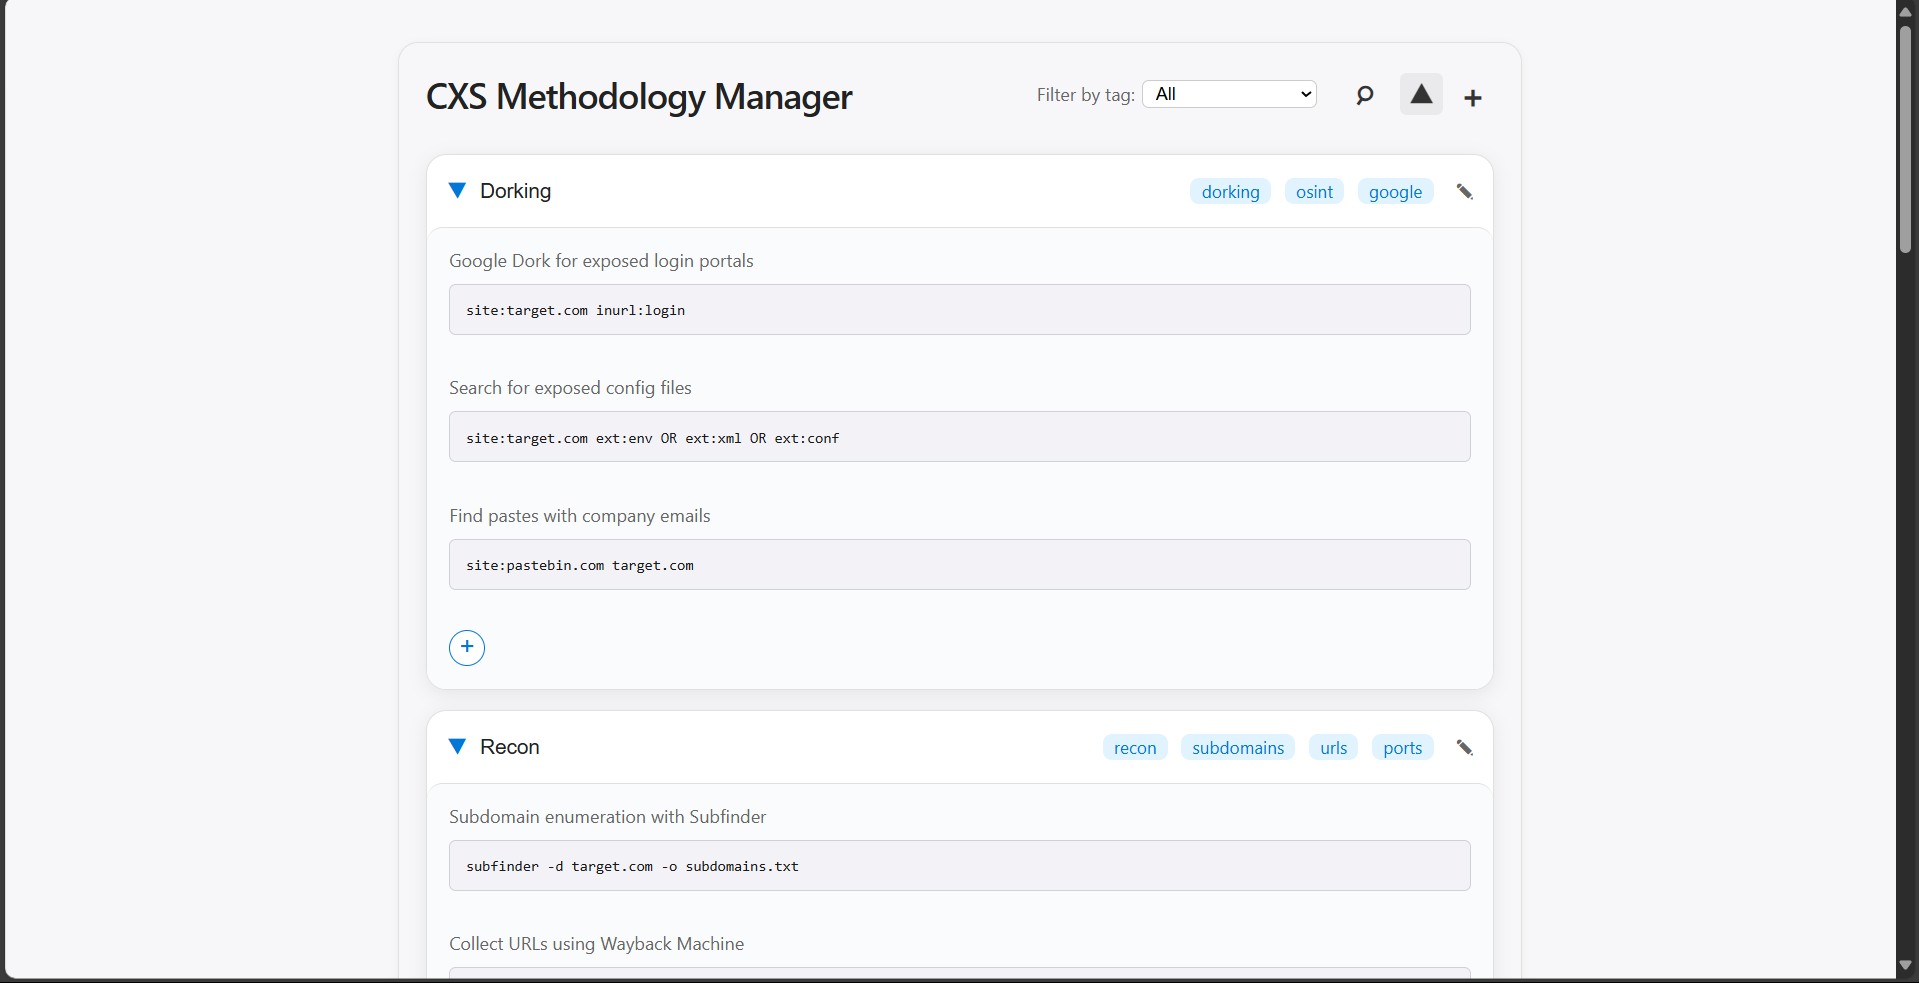 CXS Methodology Manager
Filter by tag: All
Dorking
dorking osint google
Google Dork for exposed login portals
site:target.com inurl:login
Search for exposed config files
site:target.com ext:env OR ext:xml OR ext:conf
Find pastes with company emails
site:pastebin.com target.com
+
Recon
recon subdomains urls ports
Subdomain enumeration with Subfinder
subfinder -d target.com -o subdomains.txt
Collect URLs using Wayback Machine